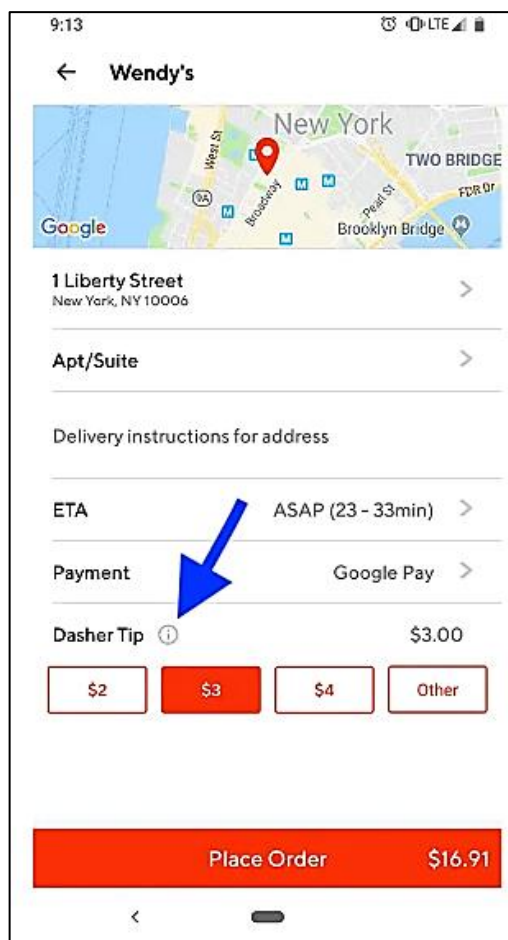 9:13
LTE
Wendy's
New York
West St
TWO BRIDGE
9A
M
M
M
Broadway
Pearl St
FDR Dr
M
Google
Brooklyn Bridge
M
1 Liberty Street
New York, NY 10006
Apt/Suite
Delivery instructions for address
ETA
ASAP (23 - 33min)
Payment
Google Pay
Dasher Tip
$3.00
$2
$3
$4
Other
Place Order
$16.91